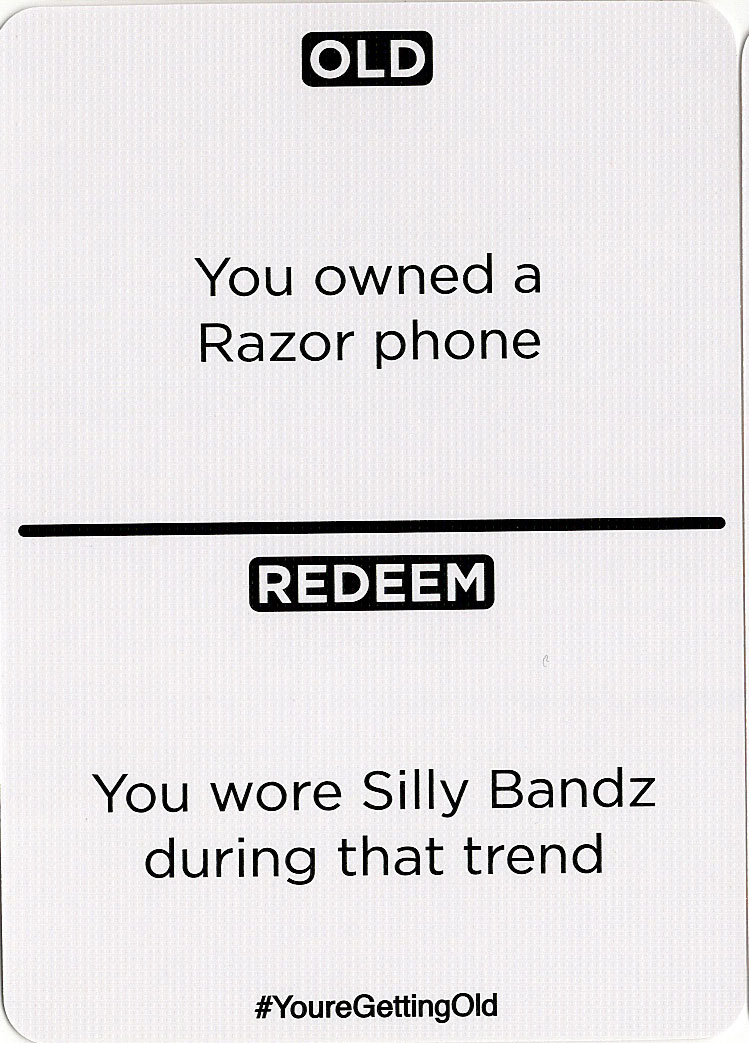 OLD
You owned a
Razor phone
REDEEM
You wore Silly Bandz
during that trend
#YoureGettingOld